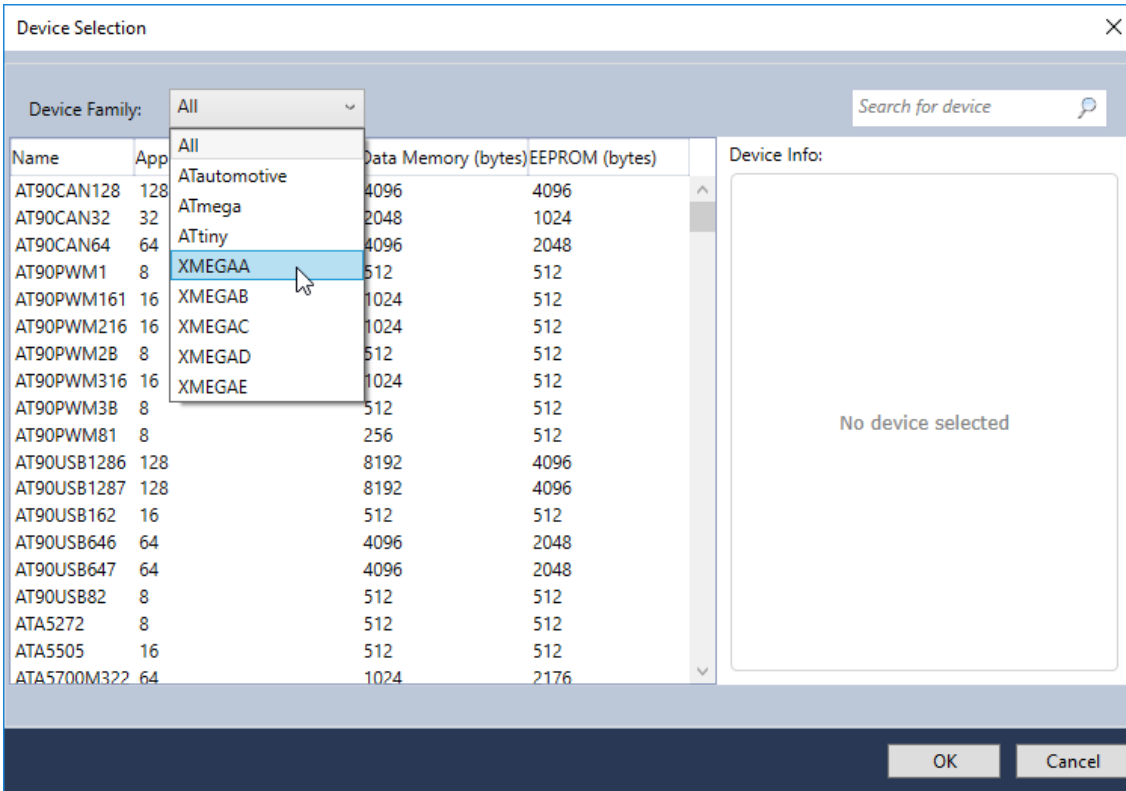 Device Selection
Device Family: All Search for device
Name App Data Memory (bytes) EEPROM (bytes) Device Info:
All
ATautomotive
ATmega
ATtiny
XMEGAA
XMEGAB
XMEGAC
XMEGAD
XMEGAE
AT90CAN128 128 4096 4096
AT90CAN32 32 2048 1024
AT90CAN64 64 4096 2048
AT90PWM1 8 512 512
AT90PWM161 16 1024 512
AT90PWM216 16 1024 512
AT90PWM2B 8 512 512
AT90PWM316 16 1024 512
AT90PWM3B 8 512 512
AT90PWM81 8 256 512
AT90USB1286 128 8192 4096
AT90USB1287 128 8192 4096
AT90USB162 16 512 512
AT90USB646 64 4096 2048
AT90USB647 64 4096 2048
AT90USB82 8 512 512
ATA5272 8 512 512
ATA5505 16 512 512
ATA5700M322 64 1024 2176
No device selected
OK Cancel